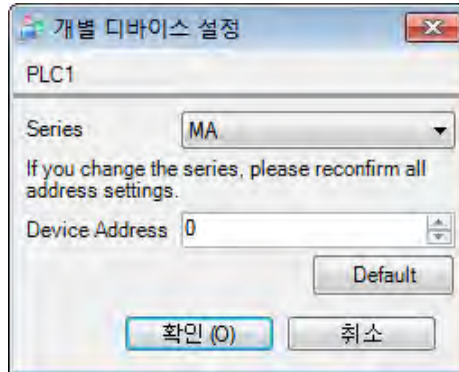 개별 디바이스 설정
PLC1
Series MA
If you change the series, please reconfirm all
address settings.
Device Address 0
Default
확인 (O) 취소